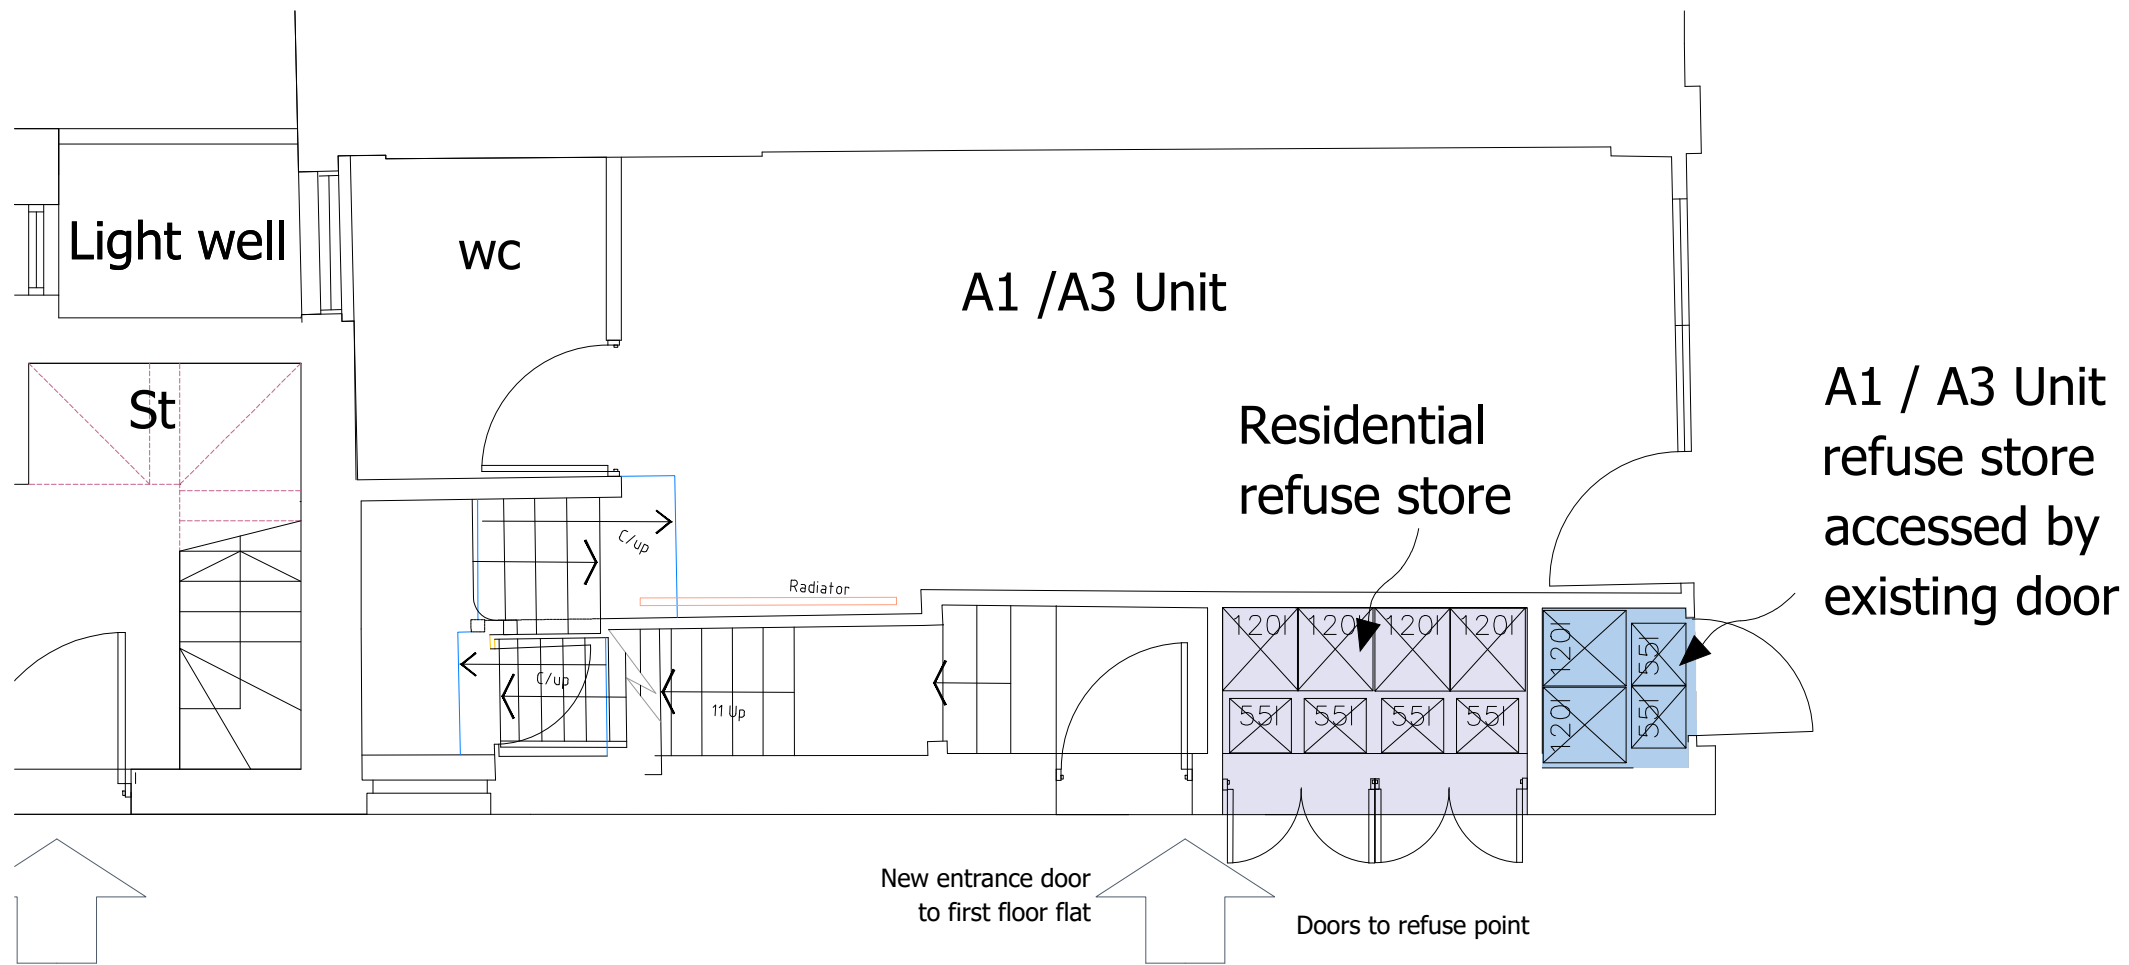 Light well
wc
A1 /A3 Unit
St
Residential
refuse store
A1 / A3 Unit
refuse store
accessed by
existing door
C/up
Radiator
C/up
11 Up
120l
120l
120l
120l
55l
55l
55l
55l
120l
120l
55l
55l
New entrance door
to first floor flat
Doors to refuse point